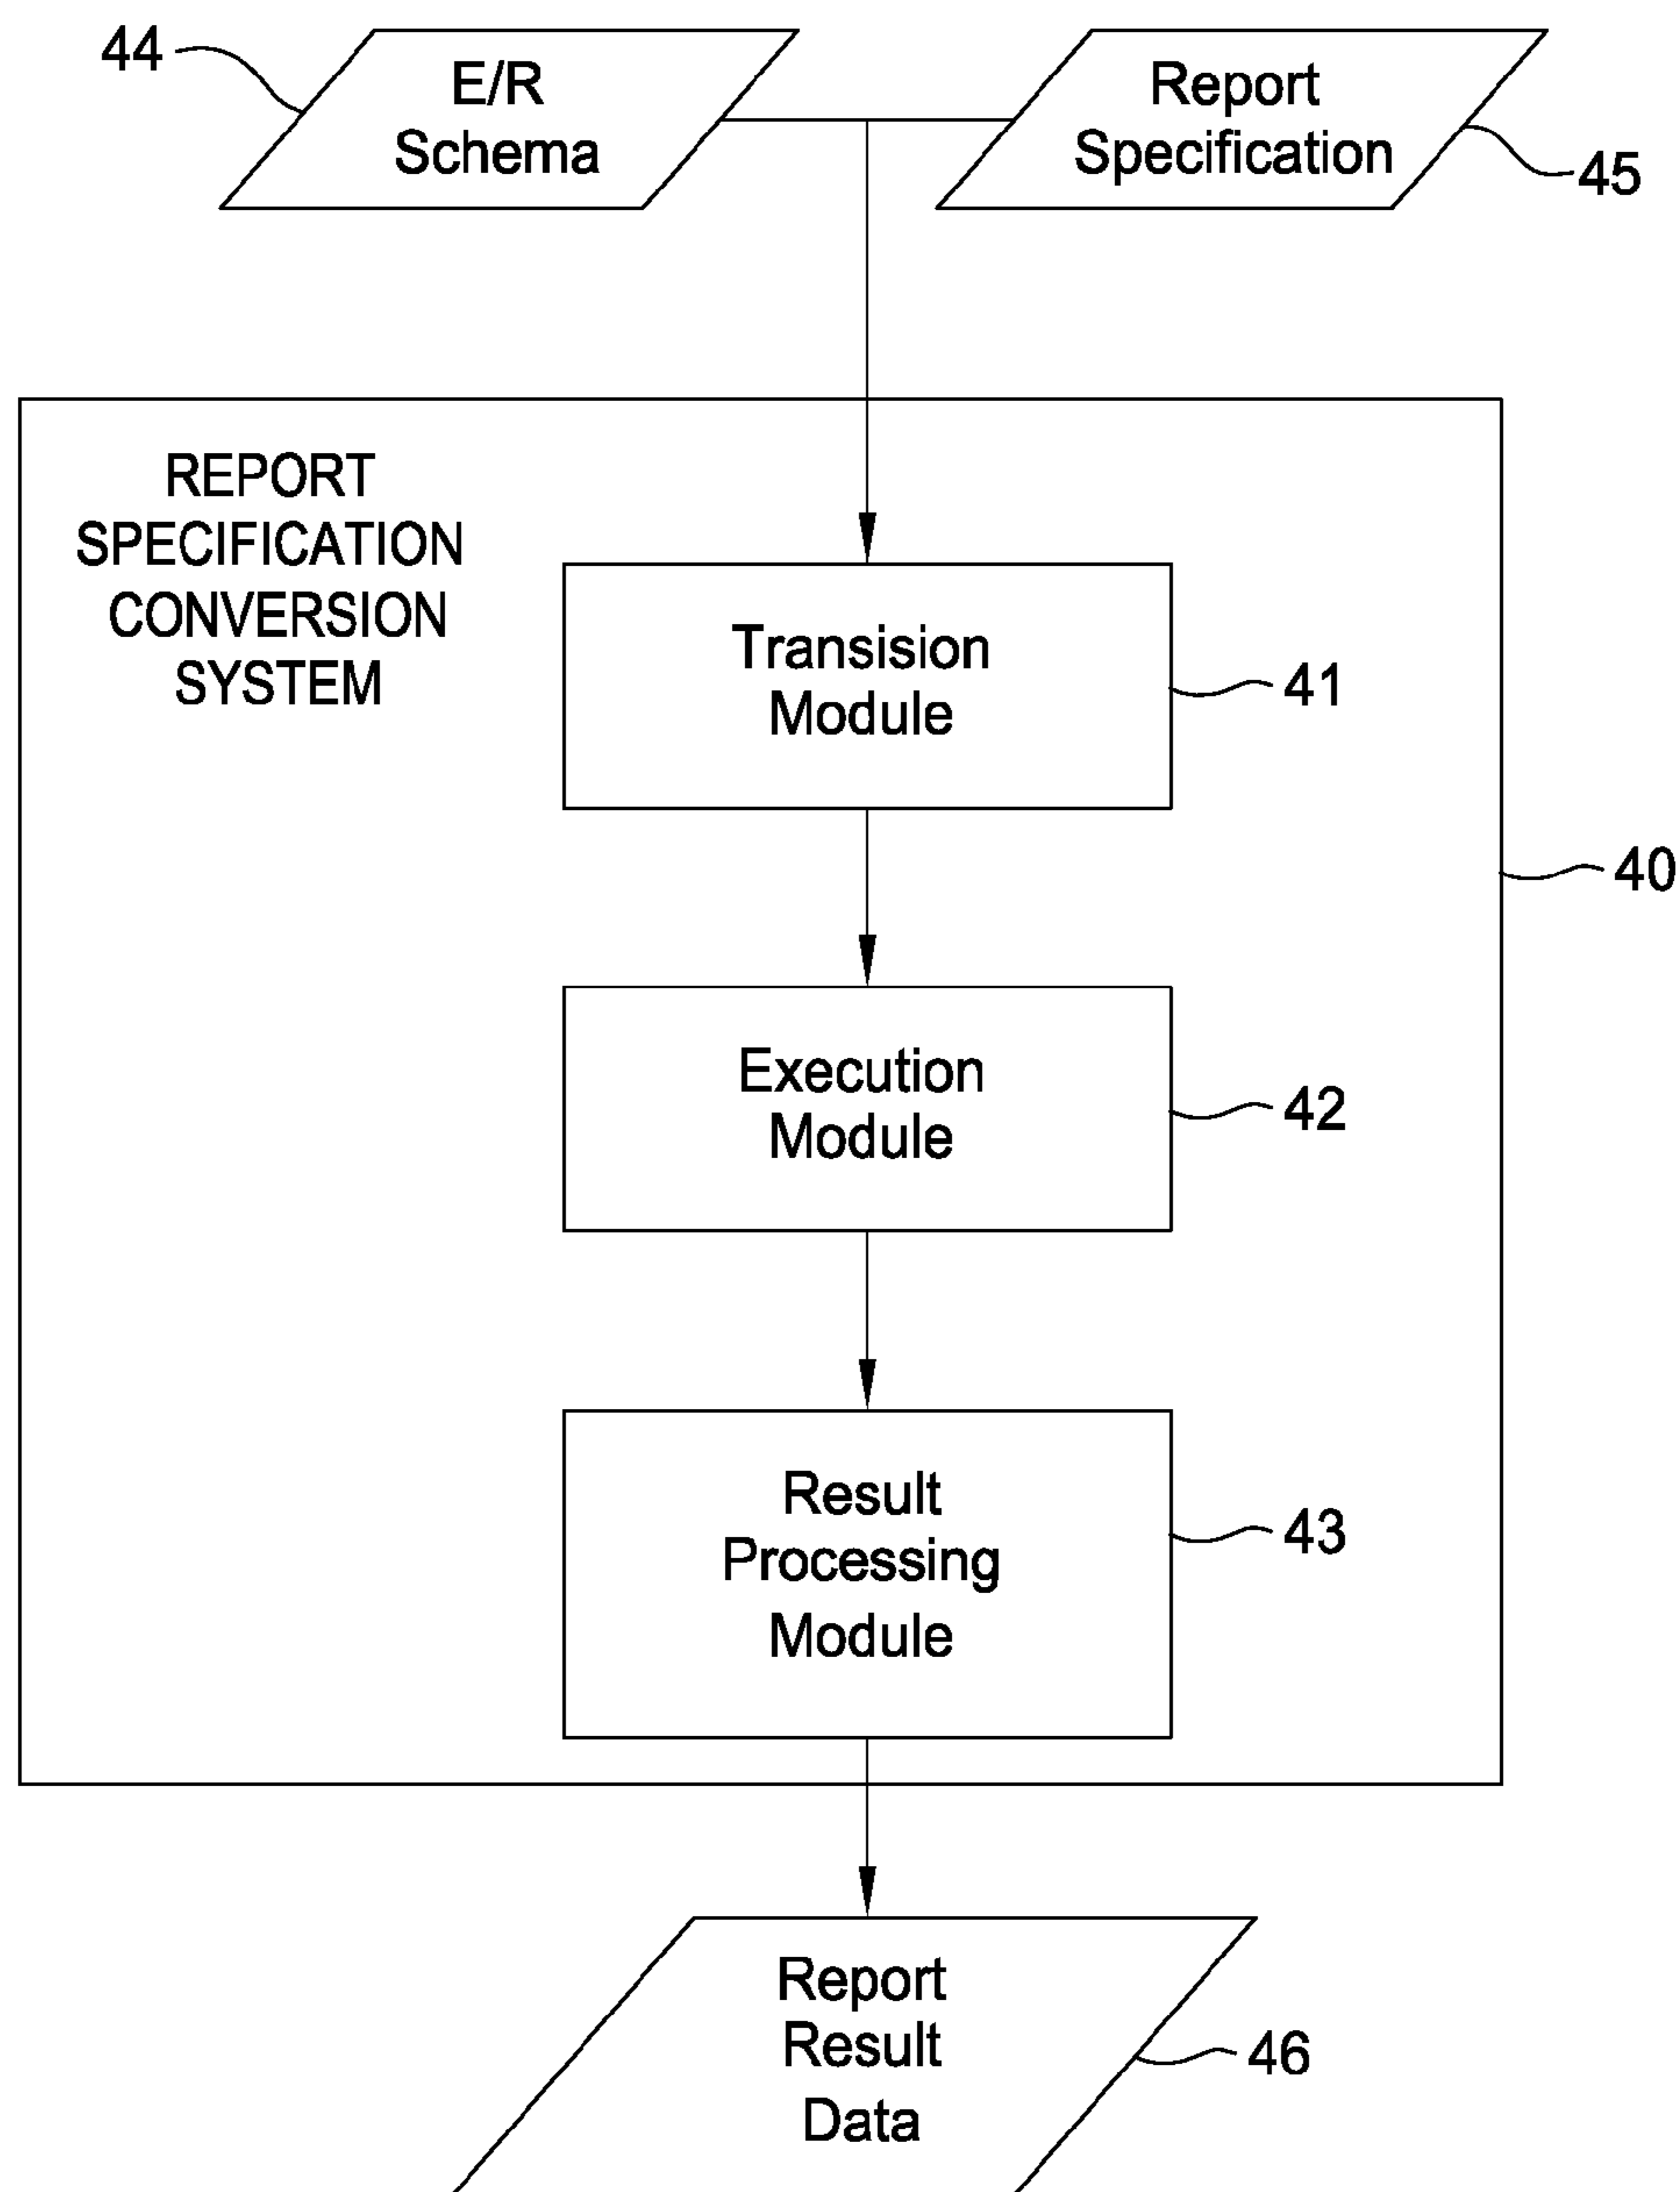 44
E/R
Schema
Report
Specification
45
REPORT
SPECIFICATION
CONVERSION
SYSTEM
Transision
Module
41
40
Execution
Module
42
Result
Processing
Module
43
Report
Result
Data
46